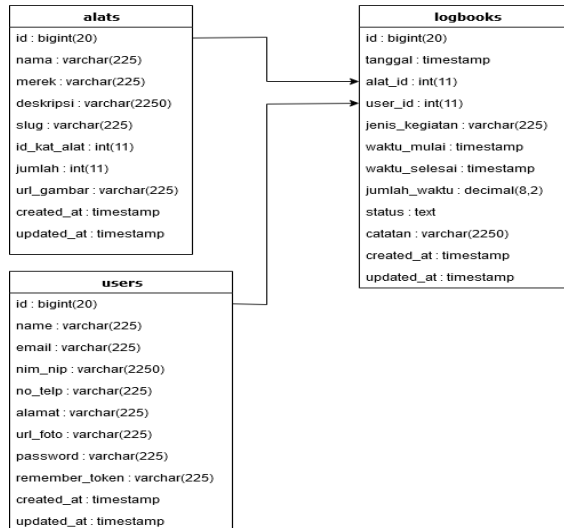 alats
id : bigint(20)
nama : varchar(225)
merek : varchar(225)
deskripsi : varchar(2250)
slug : varchar(225)
id_kat_alat : int(11)
jumlah : int(11)
url_gambar : varchar(225)
created_at : timestamp
updated_at : timestamp
logbooks
id : bigint(20)
tanggal : timestamp
alat_id : int(11)
user_id : int(11)
jenis_kegiatan : varchar(225)
waktu_mulai : timestamp
waktu_selesai : timestamp
jumlah_waktu : decimal(8,2)
status : text
catatan : varchar(2250)
created_at : timestamp
updated_at : timestamp
users
id : bigint(20)
name : varchar(225)
email : varchar(225)
nim_nip : varchar(2250)
no_telp : varchar(225)
alamat : varchar(225)
url_foto : varchar(225)
password : varchar(225)
remember_token : varchar(225)
created_at : timestamp
updated_at : timestamp